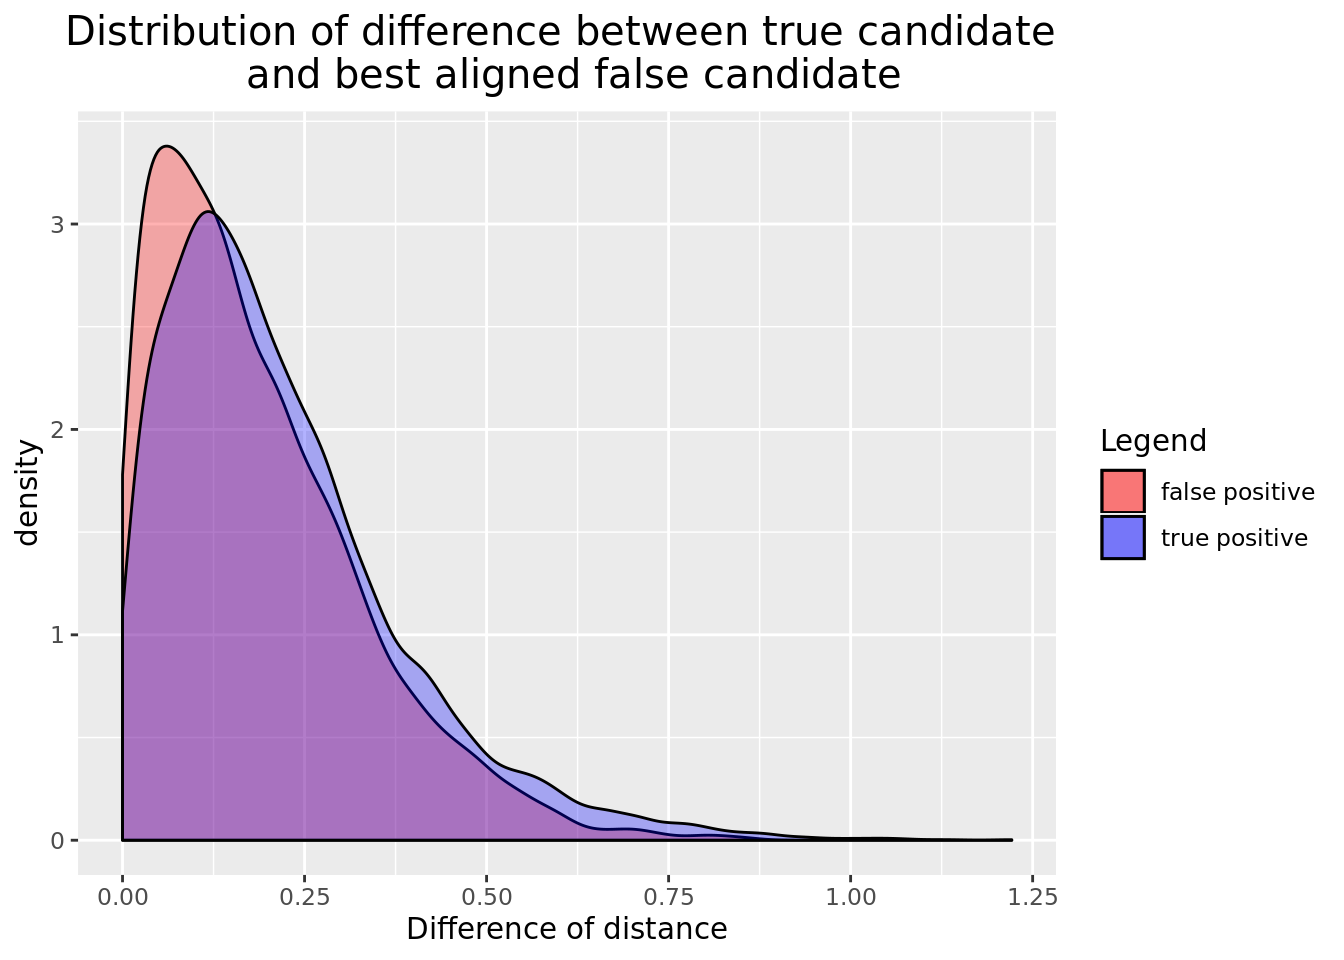 Distribution of difference between true candidate
and best aligned false candidate
density
3
2
1
0
0.00
0.25
0.50
0.75
1.00
1.25
Difference of distance
Legend
false positive
true positive